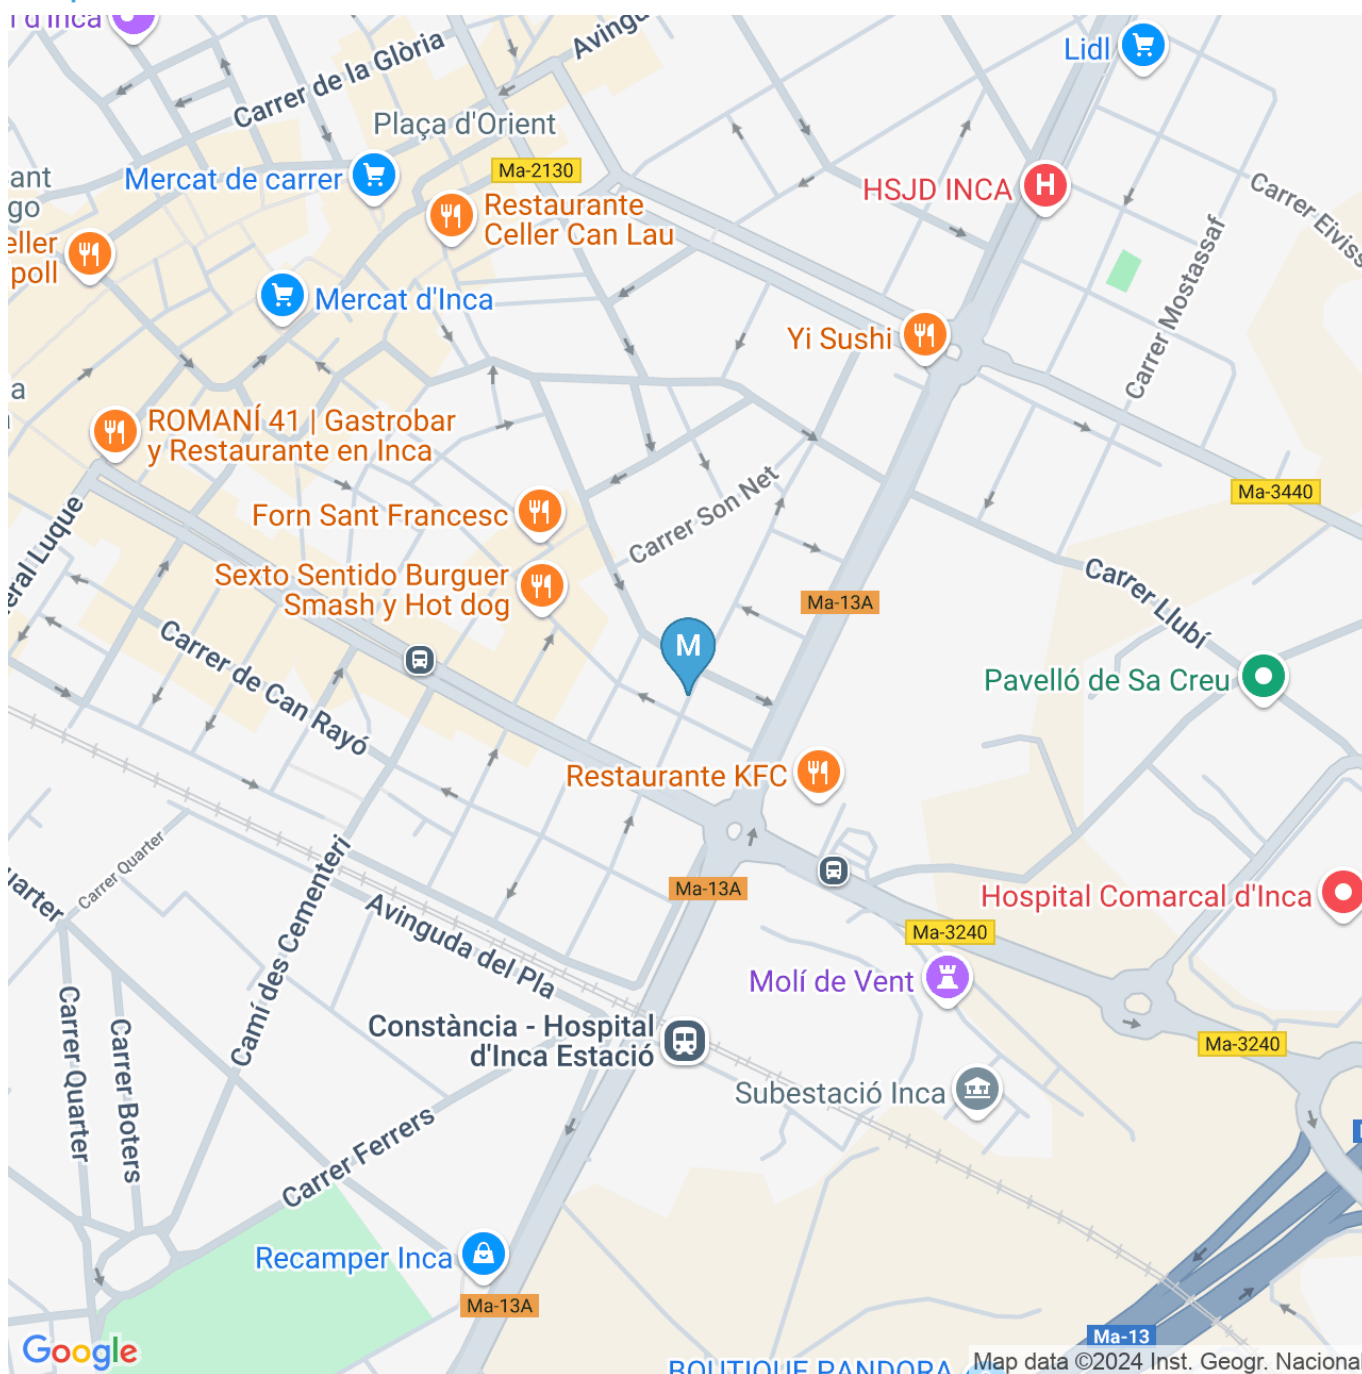 d'Inca
Carrer de la Glòria
Lidl
Plaça d'Orient
Ma-2130
Mercat de carrer
HSJD INCA
Restaurante
Celler Can Lau
Carrer Mostassaf
Mercat d'Inca
Yi Sushi
ROMANÍ 41 | Gastrobar
y Restaurante en Inca
Carrer Son Net
Ma-3440
Forn Sant Francesc
Sexto Sentido Burguer
Smash y Hot dog
Carrer Llubí
Ma-13A
M
Carrer de Can Rayó
Pavelló de Sa Creu
Restaurante KFC
Carrer Quarter
Ma-13A
Hospital Comarcal d'Inca
Camí des Cementeri
Avinguda del Pla
Ma-3240
Molí de Vent
Carrer Quarter
Carrer Boters
Constància - Hospital
d'Inca Estació
Ma-3240
Subestació Inca
Carrer Ferrers
Recamper Inca
Ma-13A
Google
Ma-13
BOUTIQUE PANDORA
Map data ©2024 Inst. Geogr. Nacional